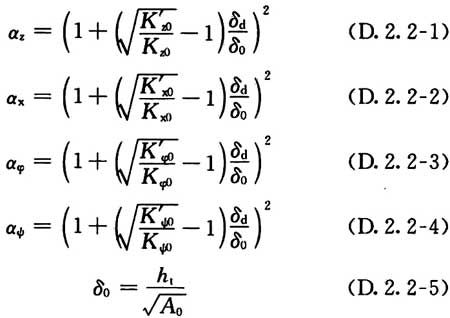 α_z = (1 + (√(K′_z0 / K_z0) − 1) δ_d / δ_0)² (D. 2. 2-1)
α_x = (1 + (√(K′_x0 / K_x0) − 1) δ_d / δ_0)² (D. 2. 2-2)
α_φ = (1 + (√(K′_φ0 / K_φ0) − 1) δ_d / δ_0)² (D. 2. 2-3)
α_ψ = (1 + (√(K′_ψ0 / K_ψ0) − 1) δ_d / δ_0)² (D. 2. 2-4)
δ_0 = h_t / √A_0 (D. 2. 2-5)